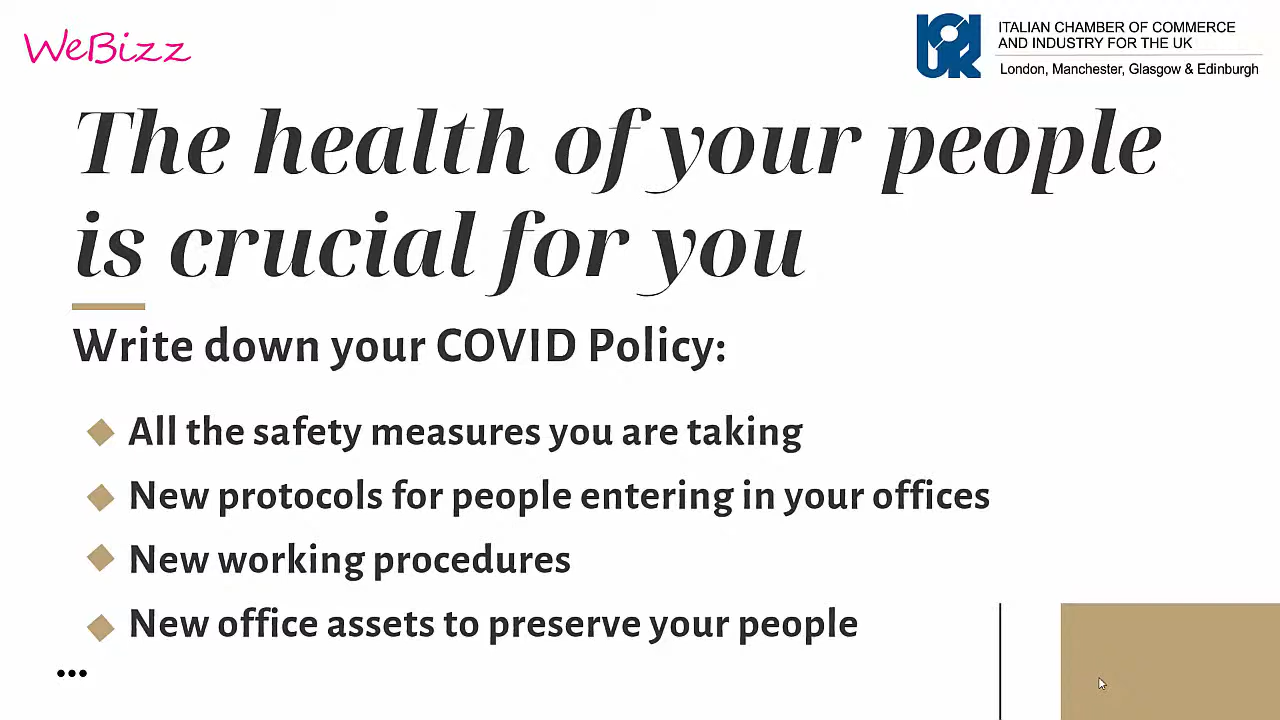 WeBizz
ITALIAN CHAMBER OF COMMERCE
AND INDUSTRY FOR THE UK
London, Manchester, Glasgow & Edinburgh
The health of your people
is crucial for you
Write down your COVID Policy:
All the safety measures you are taking
New protocols for people entering in your offices
New working procedures
New office assets to preserve your people
...